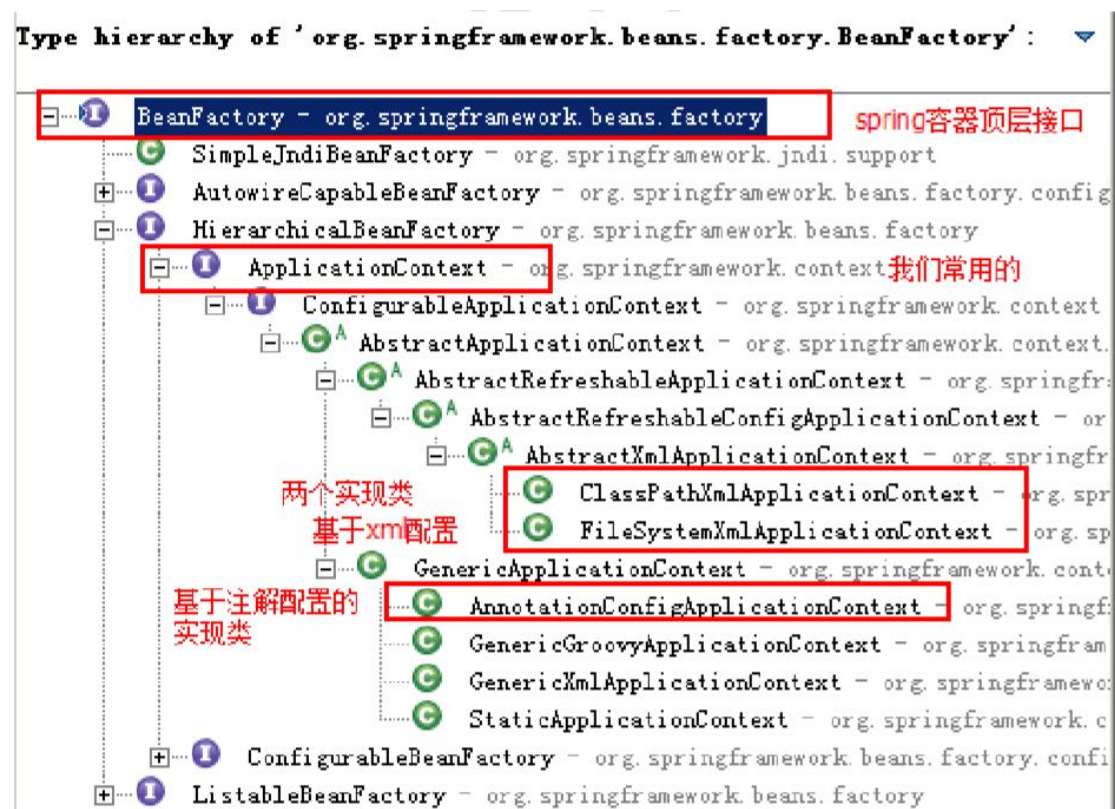 Type hierarchy of 'org.springframework.beans.factory.BeanFactory':
BeanFactory - org.springframework.beans.factory spring容器顶层接口
SimpleJndiBeanFactory - org.springframework.jndi.support
AutowireCapableBeanFactory - org.springframework.beans.factory.config
HierarchicalBeanFactory - org.springframework.beans.factory
ApplicationContext - org.springframework.context 我们常用的
ConfigurableApplicationContext - org.springframework.context
A AbstractApplicationContext - org.springframework.context.
A AbstractRefreshableApplicationContext - org.springfr
A AbstractRefreshableConfigApplicationContext - or
A AbstractXmlApplicationContext - org.springfr
两个实现类 ClassPathXmlApplicationContext - org.spr
基于xml配置 FileSystemXmlApplicationContext - org.sp
GenericApplicationContext - org.springframework.cont
基于注解配置的 AnnotationConfigApplicationContext - org.springf
实现类 GenericGroovyApplicationContext - org.springfram
GenericXmlApplicationContext - org.springframewo
StaticApplicationContext - org.springframework.c
ConfigurableBeanFactory - org.springframework.beans.factory.confi
ListableBeanFactory - org.springframework.beans.factory